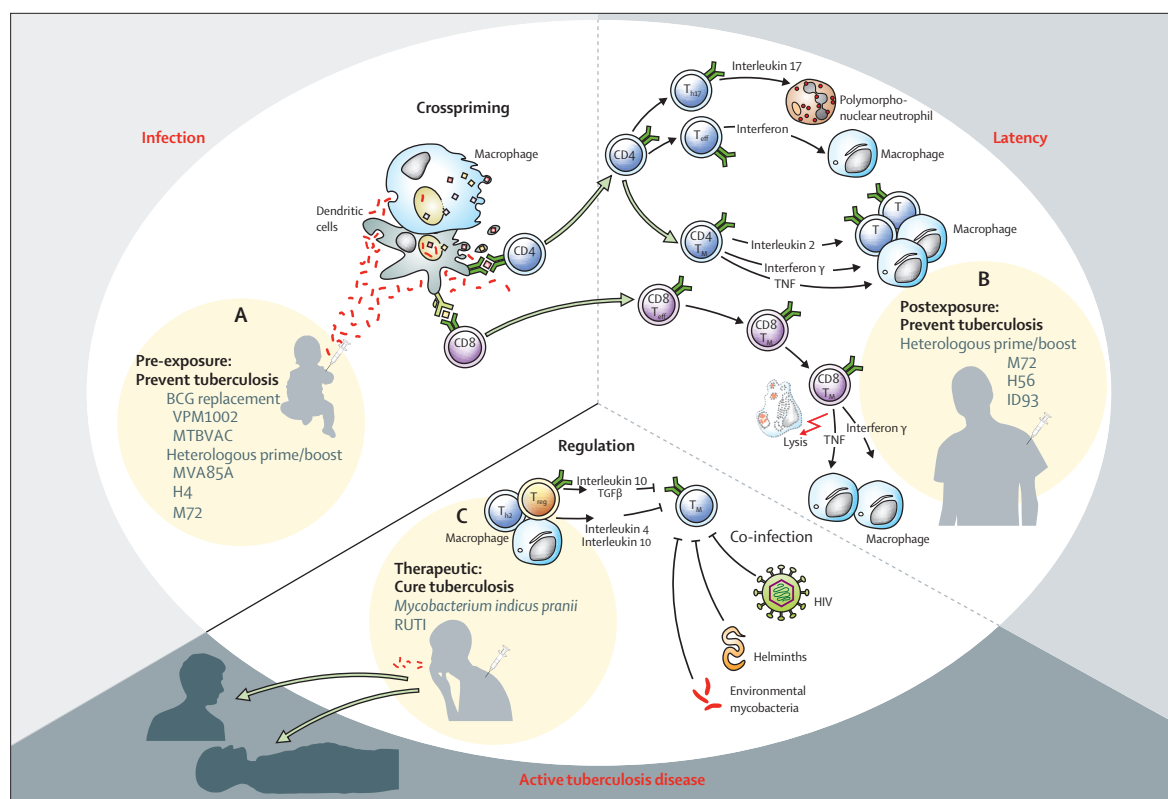 Infection
Crosspriming
Macrophage
Dendritic
cells
CD4
CD8
A
Pre-exposure:
Prevent tuberculosis
BCG replacement
VPM1002
MTBVAC
Heterologous prime/boost
MVA85A
H4
M72
Latency
CD4
Th17
Interleukin 17
Polymorpho-
nuclear neutrophil
Teff
Interferon
Macrophage
CD4
TM
Interleukin 2
Interferon γ
TNF
T
T
Macrophage
CD8
Teff
CD8
TM
CD8
TM
Lysis
TNF
Interferon γ
Macrophage
B
Postexposure:
Prevent tuberculosis
Heterologous prime/boost
M72
H56
ID93
Regulation
Th2
Treg
Macrophage
Interleukin 10
TGFβ
Interleukin 4
Interleukin 10
TM
Co-infection
HIV
Helminths
Environmental
mycobacteria
C
Therapeutic:
Cure tuberculosis
Mycobacterium indicus pranii
RUTI
Active tuberculosis disease